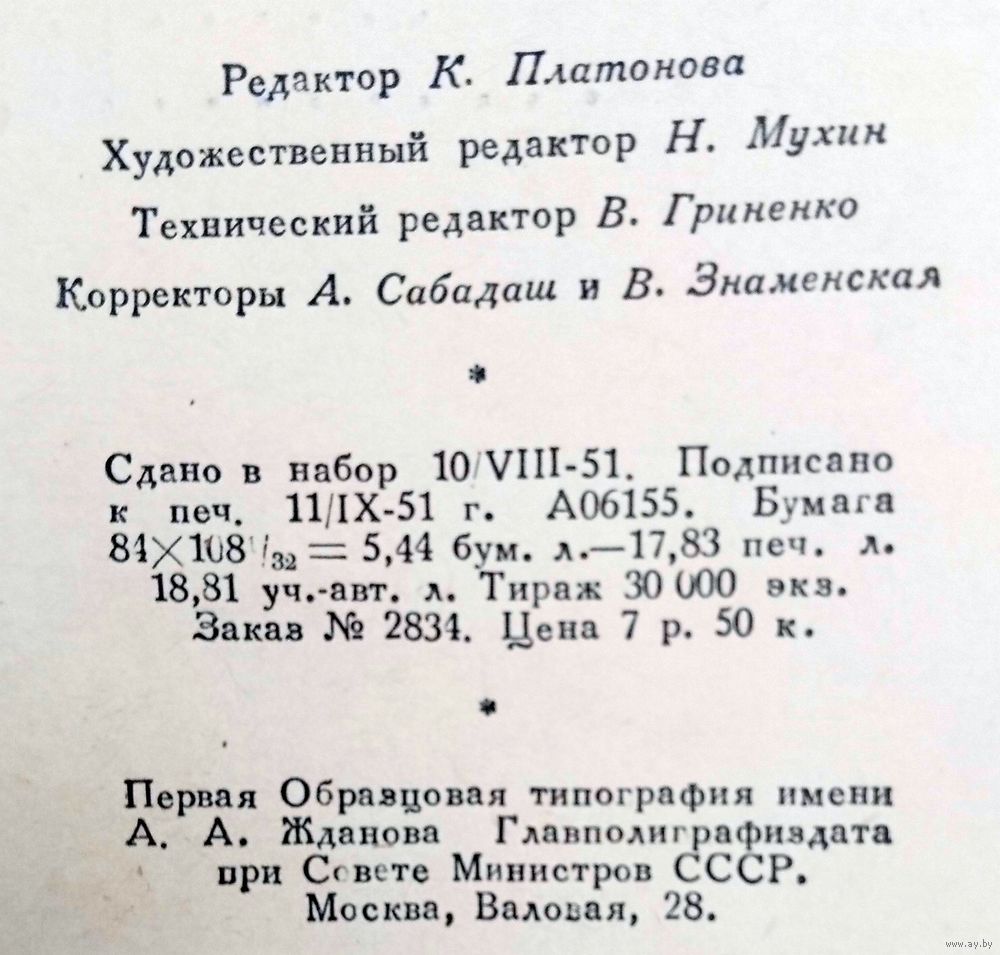 Редактор К. Платонова
Художественный редактор Н. Мухин
Технический редактор В. Гриненко
Корректоры А. Сабадаш и В. Знаменская
*
Сдано в набор 10/VIII-51. Подписано
к печ. 11/IX-51 г. А06155. Бумага
84×108 1/32 = 5,44 бум. л.—17,83 печ. л.
18,81 уч.-авт. л. Тираж 30 000 экз.
Заказ № 2834. Цена 7 р. 50 к.
*
Первая Образцовая типография имени
А. А. Жданова Главполиграфиздата
при Совете Министров СССР.
Москва, Валовая, 28.
www.ay.by